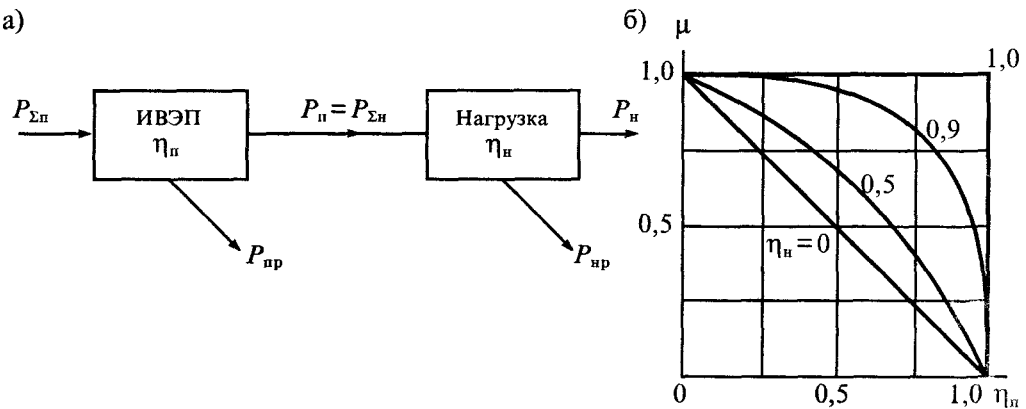 а)
P_Σп
ИВЭП
η_п
P_п = P_Σн
Нагрузка
η_н
P_н
P_пр
P_нр
б)
μ
1,0
1,0
0,9
0,5
0,5
η_н = 0
0
0,5
1,0
η_п